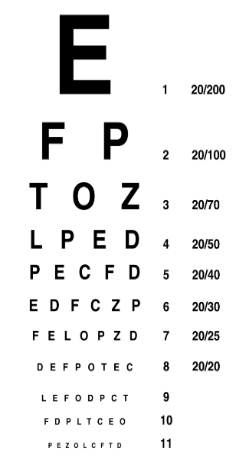 E 1 20/200
F P 2 20/100
T O Z 3 20/70
L P E D 4 20/50
P E C F D 5 20/40
E D F C Z P 6 20/30
F E L O P Z D 7 20/25
D E F P O T E C 8 20/20
L E F O D P C T 9
F D P L T C E O 10
P E Z O L C F T D 11